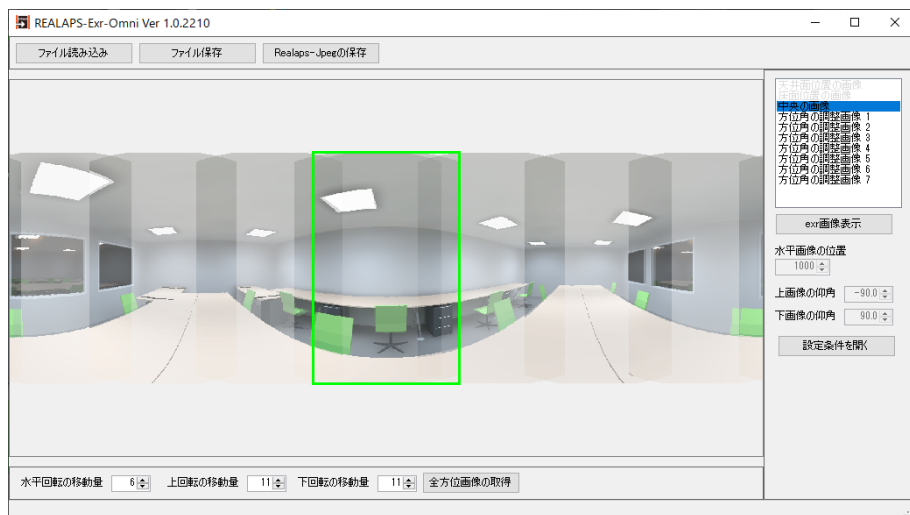 REALAPS-Exr-Omni Ver 1.0.2210
ファイル読み込み
ファイル保存
Realaps-Jpegの保存
天井面位置の画像
床面位置の画像
中央の画像
方位角の調整画像 1
方位角の調整画像 2
方位角の調整画像 3
方位角の調整画像 4
方位角の調整画像 5
方位角の調整画像 6
方位角の調整画像 7
exr画像表示
水平画像の位置
1000
上画像の仰角 -90.0
下画像の仰角 90.0
設定条件を開く
水平回転の移動量 6 上回転の移動量 11 下回転の移動量 11 全方位画像の取得